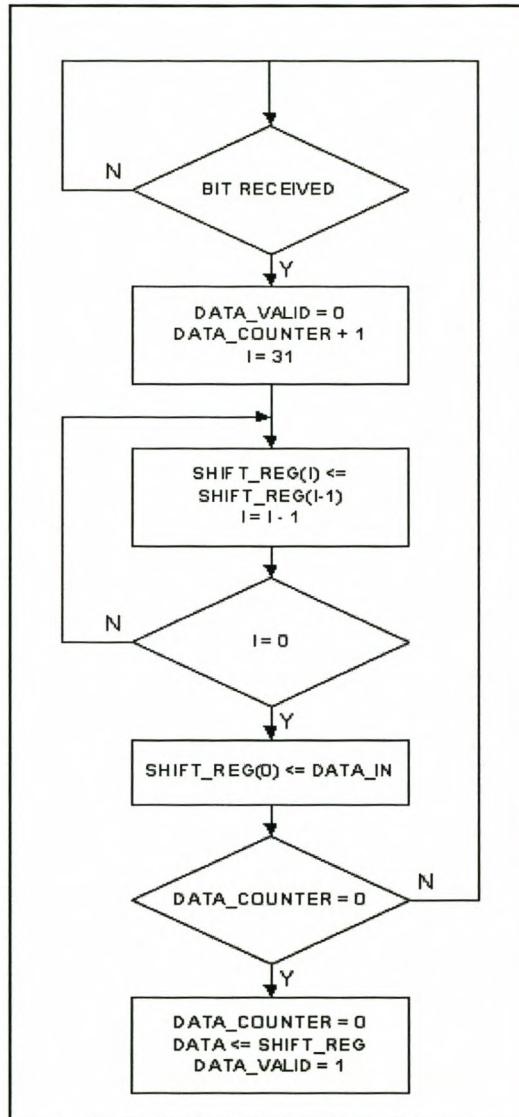 N
BIT RECEIVED
Y
DATA_VALID = 0
DATA_COUNTER + 1
I = 31
SHIFT_REG(I) <=
SHIFT_REG(I-1)
I = I - 1
N
I = 0
Y
SHIFT_REG(0) <= DATA_IN
N
DATA_COUNTER = 0
Y
DATA_COUNTER = 0
DATA <= SHIFT_REG
DATA_VALID = 1